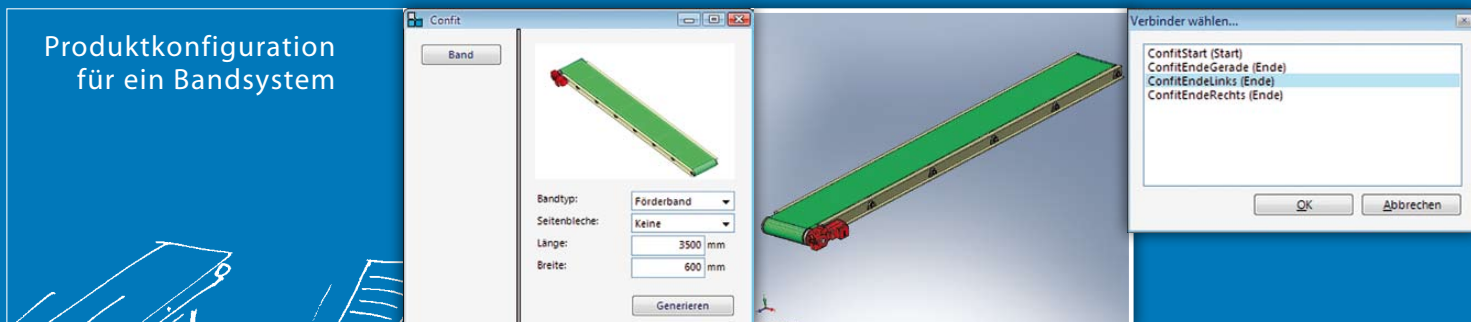 Produktkonfiguration
für ein Bandsystem
Confit
Band
Bandtyp:
Förderband
Seitenbleche:
Keine
Länge:
3500 mm
Breite:
600 mm
Generieren
Verbinder wählen...
ConfitStart (Start)
ConfitEndeGerade (Ende)
ConfitEndeLinks (Ende)
ConfitEndeRechts (Ende)
OK
Abbrechen